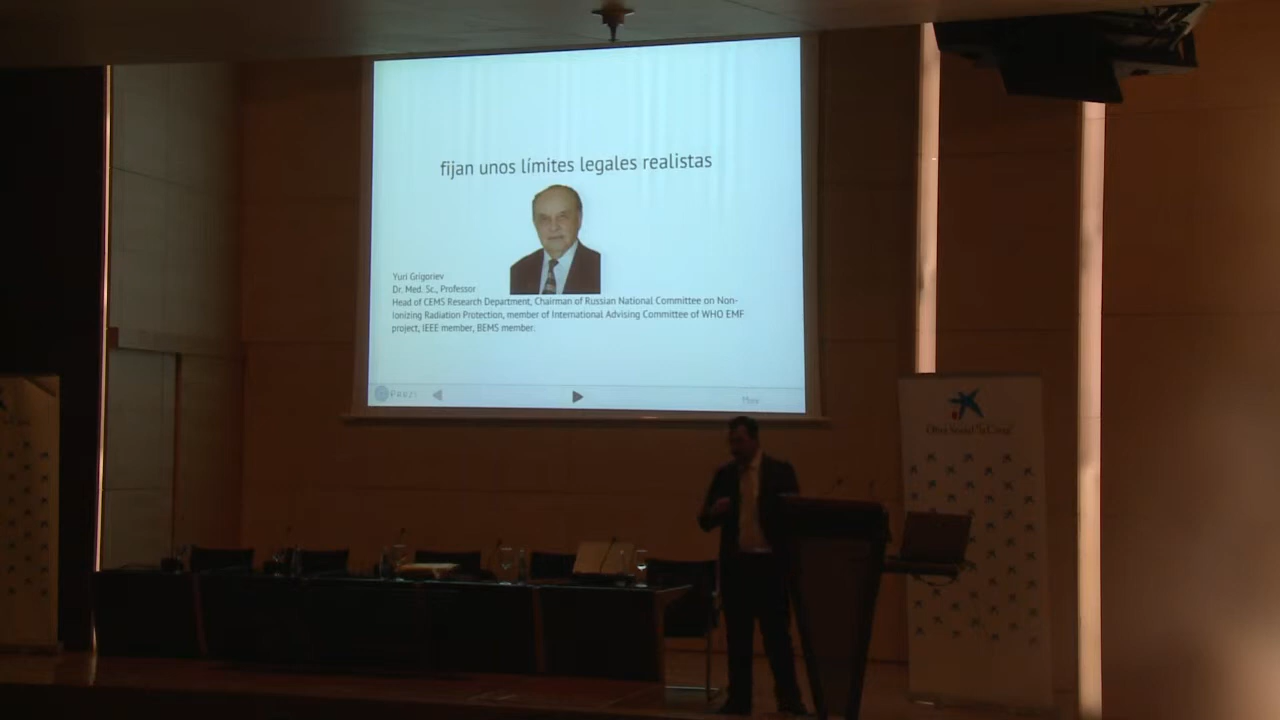 fijan unos límites legales realistas
Yuri Grigoriev
Dr. Med. Sc., Professor
Head of CEMS Research Department, Chairman of Russian National Committee on Non-
Ionizing Radiation Protection, member of International Advising Committee of WHO EMF
project, IEEE member, BEMS member.
PREZI
More
Obra Social "la Caixa"